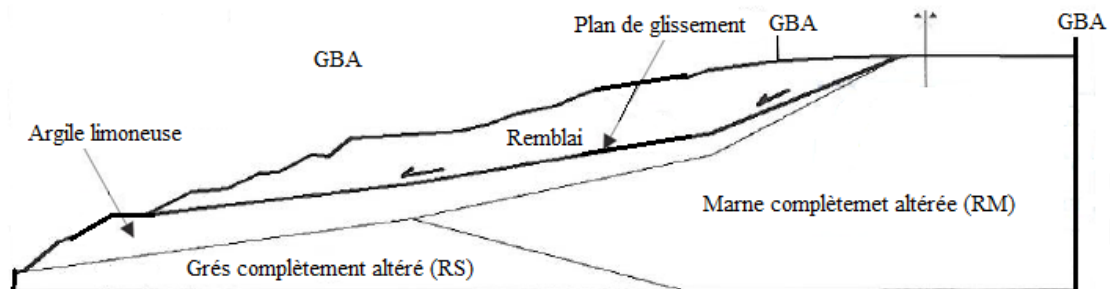 Plan de glissement
GBA
GBA
GBA
Argile limoneuse
Remblai
Marne complètemet altérée (RM)
Grés complètement altéré (RS)